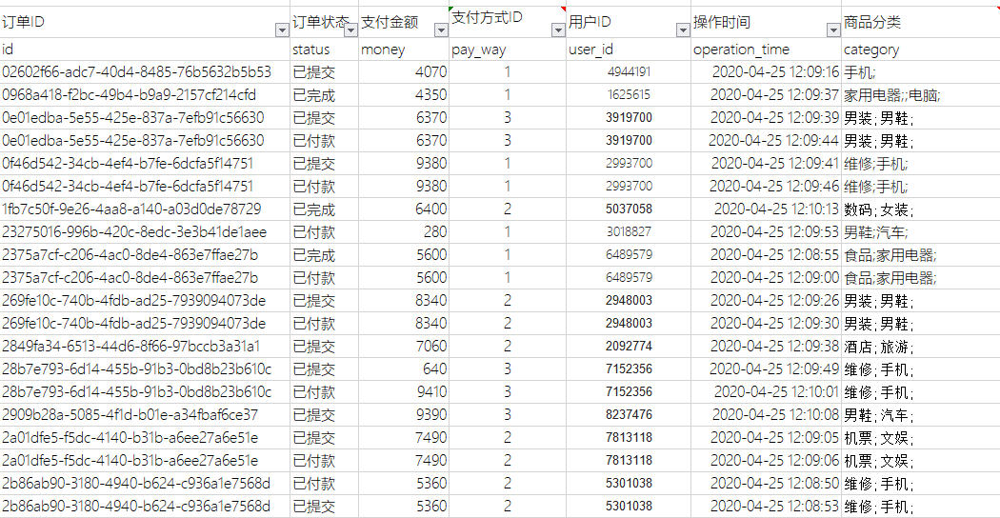 订单ID 订单状态 支付金额 支付方式ID 用户ID 操作时间 商品分类
id status money pay_way user_id operation_time category
02602f66-adc7-40d4-8485-76b5632b5b53 已提交 4070 1 4944191 2020-04-25 12:09:16 手机;
0968a418-f2bc-49b4-b9a9-2157cf214cfd 已完成 4350 1 1625615 2020-04-25 12:09:37 家用电器;;电脑;
0e01edba-5e55-425e-837a-7efb91c56630 已提交 6370 3 3919700 2020-04-25 12:09:39 男装;男鞋;
0e01edba-5e55-425e-837a-7efb91c56630 已付款 6370 3 3919700 2020-04-25 12:09:44 男装;男鞋;
0f46d542-34cb-4ef4-b7fe-6dcfa5f14751 已提交 9380 1 2993700 2020-04-25 12:09:41 维修;手机;
0f46d542-34cb-4ef4-b7fe-6dcfa5f14751 已付款 9380 1 2993700 2020-04-25 12:09:46 维修;手机;
1fb7c50f-9e26-4aa8-a140-a03d0de78729 已完成 6400 2 5037058 2020-04-25 12:10:13 数码;女装;
23275016-996b-420c-8edc-3e3b41de1aee 已付款 280 1 3018827 2020-04-25 12:09:53 男鞋;汽车;
2375a7cf-c206-4ac0-8de4-863e7ffae27b 已完成 5600 1 6489579 2020-04-25 12:08:55 食品;家用电器;
2375a7cf-c206-4ac0-8de4-863e7ffae27b 已付款 5600 1 6489579 2020-04-25 12:09:00 食品;家用电器;
269fe10c-740b-4fdb-ad25-7939094073de 已提交 8340 2 2948003 2020-04-25 12:09:26 男装;男鞋;
269fe10c-740b-4fdb-ad25-7939094073de 已付款 8340 2 2948003 2020-04-25 12:09:30 男装;男鞋;
2849fa34-6513-44d6-8f66-97bccb3a31a1 已提交 7060 2 2092774 2020-04-25 12:09:38 酒店;旅游;
28b7e793-6d14-455b-91b3-0bd8b23b610c 已提交 640 3 7152356 2020-04-25 12:09:49 维修;手机;
28b7e793-6d14-455b-91b3-0bd8b23b610c 已付款 9410 3 7152356 2020-04-25 12:10:01 维修;手机;
2909b28a-5085-4f1d-b01e-a34fbaf6ce37 已提交 9390 3 8237476 2020-04-25 12:10:08 男鞋;汽车;
2a01dfe5-f5dc-4140-b31b-a6ee27a6e51e 已提交 7490 2 7813118 2020-04-25 12:09:05 机票;文娱;
2a01dfe5-f5dc-4140-b31b-a6ee27a6e51e 已付款 7490 2 7813118 2020-04-25 12:09:06 机票;文娱;
2b86ab90-3180-4940-b624-c936a1e7568d 已付款 5360 2 5301038 2020-04-25 12:08:50 维修;手机;
2b86ab90-3180-4940-b624-c936a1e7568d 已提交 5360 2 5301038 2020-04-25 12:08:53 维修;手机;